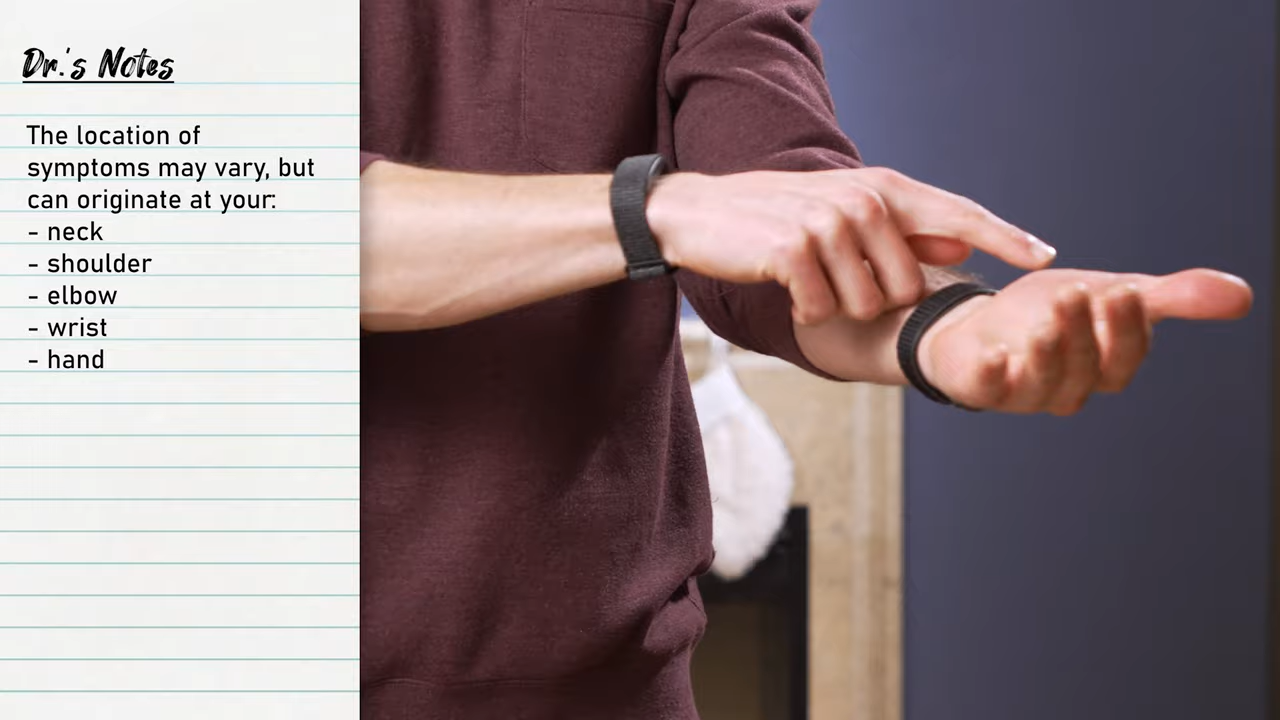 Dr.'s Notes
The location of
symptoms may vary, but
can originate at your:
- neck
- shoulder
- elbow
- wrist
- hand